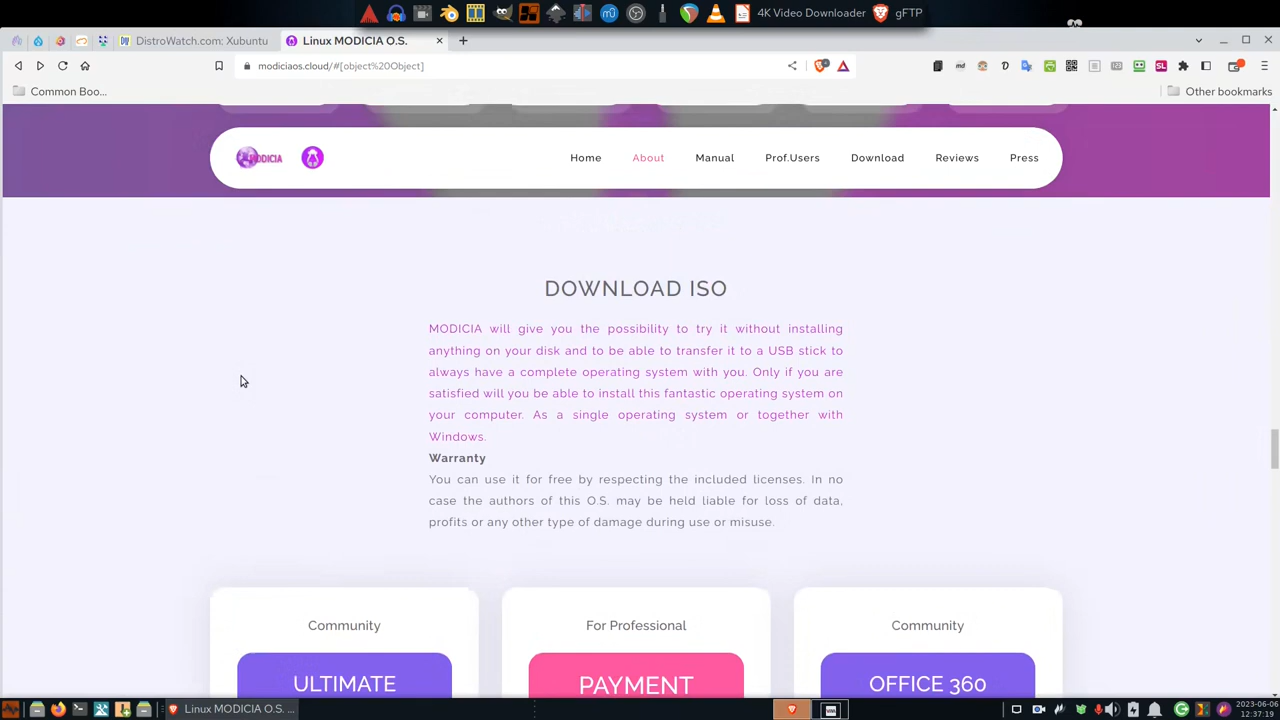 4K Video Downloader gFTP
DistroWatch.com: Xubuntu Linux MODICIA O.S.
modiciaos.cloud/#[object%20Object]
Common Boo... Other bookmarks
MODICIA Home About Manual Prof.Users Download Reviews Press
DOWNLOAD ISO
MODICIA will give you the possibility to try it without installing
anything on your disk and to be able to transfer it to a USB stick to
always have a complete operating system with you. Only if you are
satisfied will you be able to install this fantastic operating system on
your computer. As a single operating system or together with
Windows.
Warranty
You can use it for free by respecting the included licenses. In no
case the authors of this O.S. may be held liable for loss of data,
profits or any other type of damage during use or misuse.
Community For Professional Community
ULTIMATE PAYMENT OFFICE 360
Linux MODICIA O.S. ... 2023-06-06
12:37:19